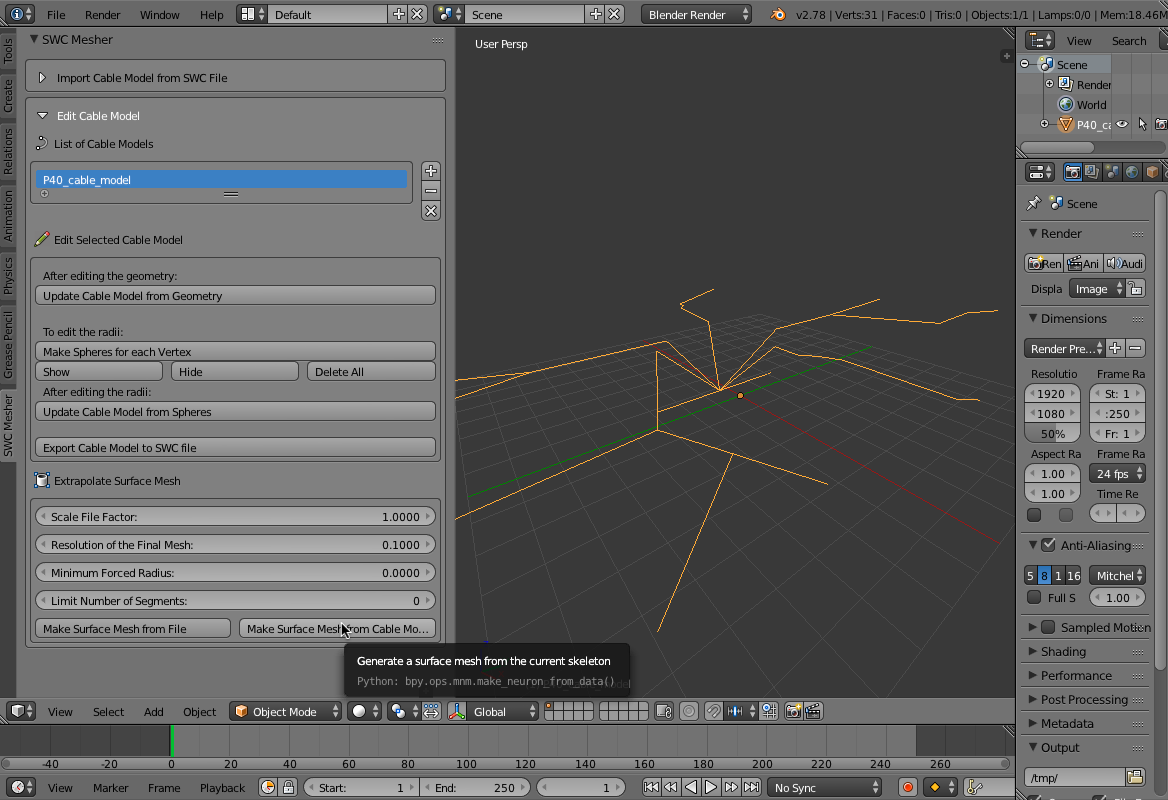 File Render Window Help Default Scene Blender Render v2.78 | Verts:31 | Faces:0 | Tris:0 | Objects:1/1 | Lamps:0/0 | Mem:18.46M
Tools
Create
Relations
Animation
Physics
Grease Pencil
SWC Mesher
SWC Mesher
Import Cable Model from SWC File
Edit Cable Model
List of Cable Models
P40_cable_model
Edit Selected Cable Model
After editing the geometry:
Update Cable Model from Geometry
To edit the radii:
Make Spheres for each Vertex
Show Hide Delete All
After editing the radii:
Update Cable Model from Spheres
Export Cable Model to SWC file
Extrapolate Surface Mesh
Scale File Factor: 1.0000
Resolution of the Final Mesh: 0.1000
Minimum Forced Radius: 0.0000
Limit Number of Segments: 0
Make Surface Mesh from File Make Surface Mesh from Cable Mo...
Generate a surface mesh from the current skeleton
Python: bpy.ops.mnm.make_neuron_from_data()
User Persp
View Select Add Object Object Mode Global
-40 -20 0 20 40 60 80 100 120 140 160 180 200 220 240 260
View Marker Frame Playback Start: 1 End: 250 1 No Sync
View Search
Scene
Render
World
P40_ca
Scene
Render
Ren Ani Audi
Displa Image
Dimensions
Render Pre...
Resolutio Frame Ra
1920 St: 1
1080 :250
50% Fr: 1
Aspect Ra Frame Ra
1.00 24 fps
1.00 Time Re
Anti-Aliasing
5 8 1 16 Mitchel
Full S 1.00
Sampled Motion
Shading
Performance
Post Processing
Metadata
Output
/tmp/